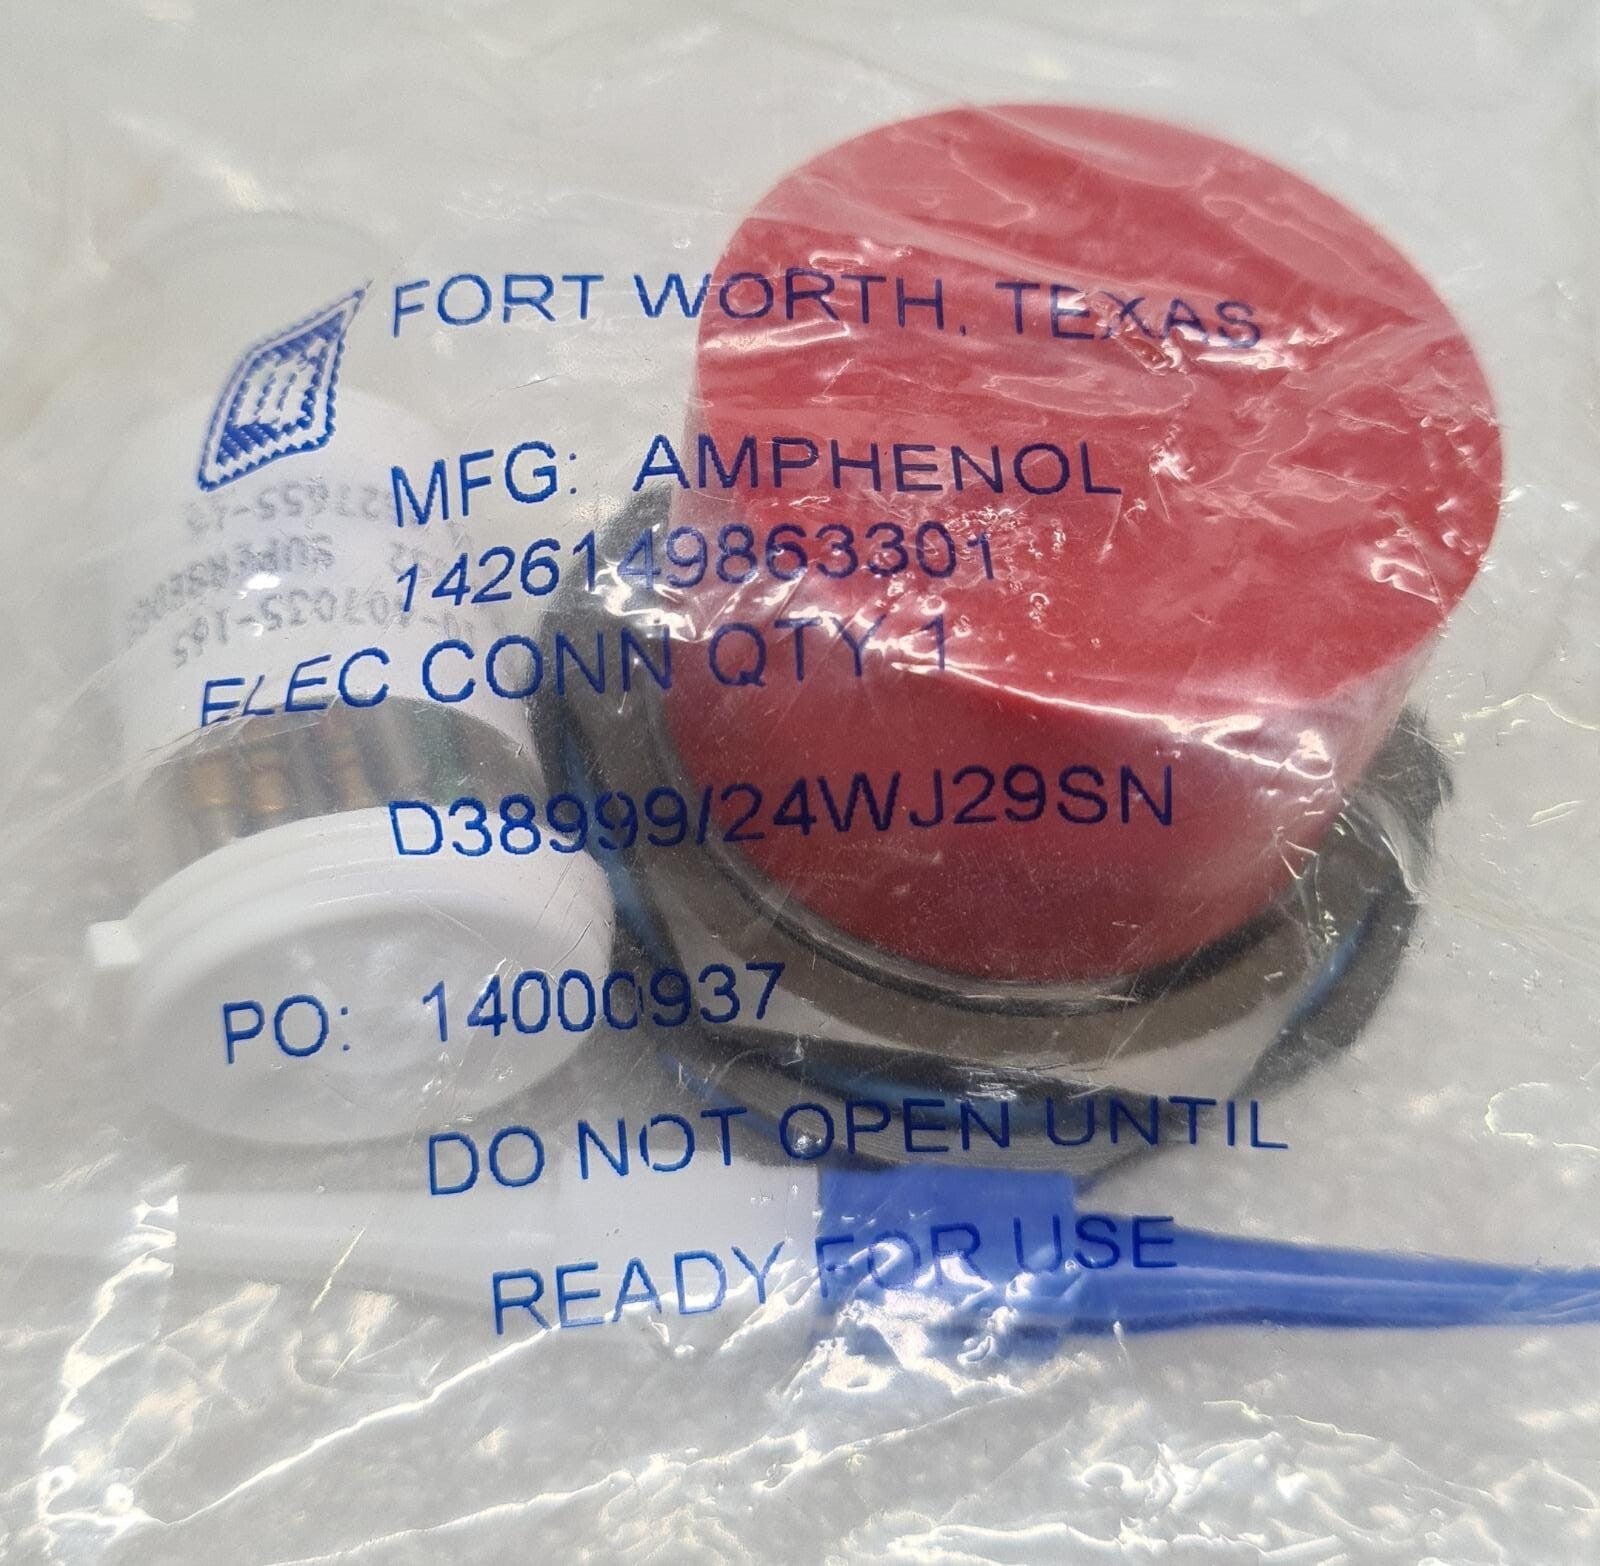 FORT WORTH, TEXAS
MFG: AMPHENOL
1426149863301
ELEC CONN QTY 1
D38999/24WJ29SN
PO: 14000937
DO NOT OPEN UNTIL
READY FOR USE